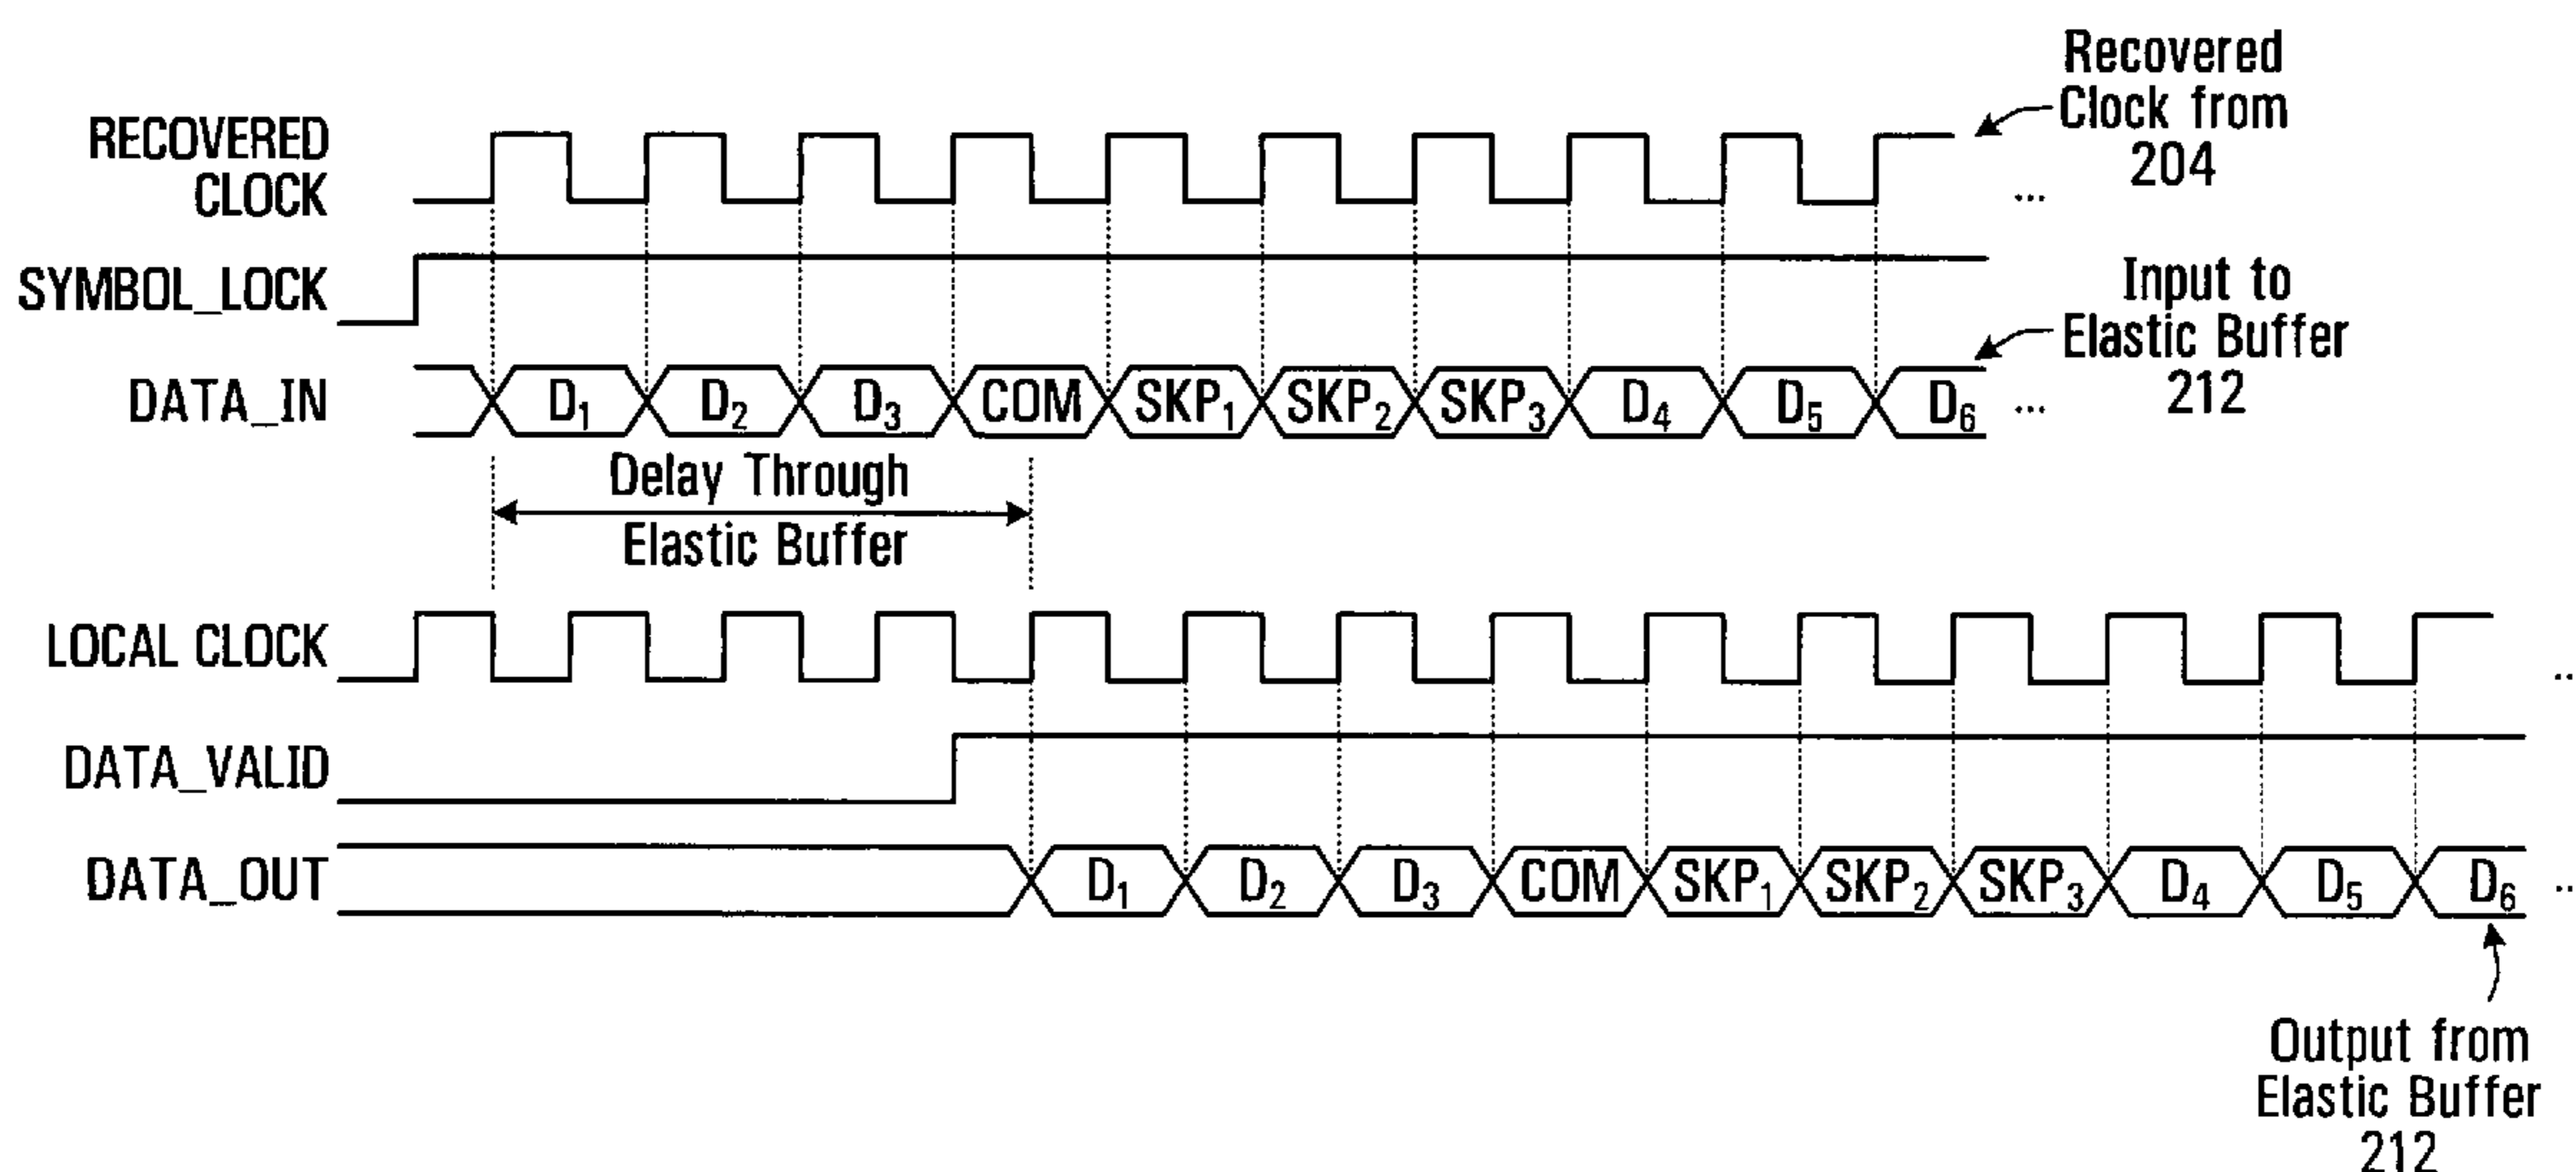 Recovered
Clock from
204
RECOVERED
CLOCK
...
SYMBOL_LOCK
Input to
Elastic Buffer
212
DATA_IN D₁ D₂ D₃ COM SKP₁ SKP₂ SKP₃ D₄ D₅ D₆ ...
Delay Through
Elastic Buffer
LOCAL CLOCK ..
DATA_VALID
DATA_OUT D₁ D₂ D₃ COM SKP₁ SKP₂ SKP₃ D₄ D₅ D₆ ..
Output from
Elastic Buffer
212